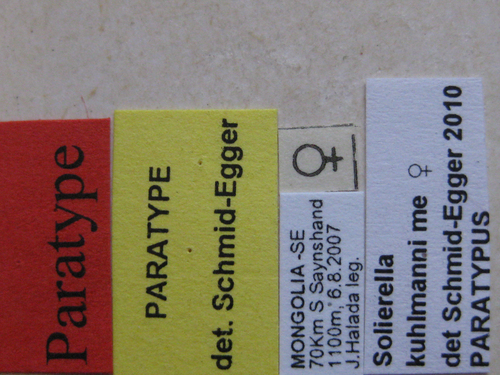 Paratype
PARATYPE
det. Schmid-Egger
♀
MONGOLIA -SE
70Km S Saynshand
1100m, 6.8.2007
J.Halada leg.
Solierella
kuhlmanni me ♀
det Schmid-Egger 2010
PARATYPUS